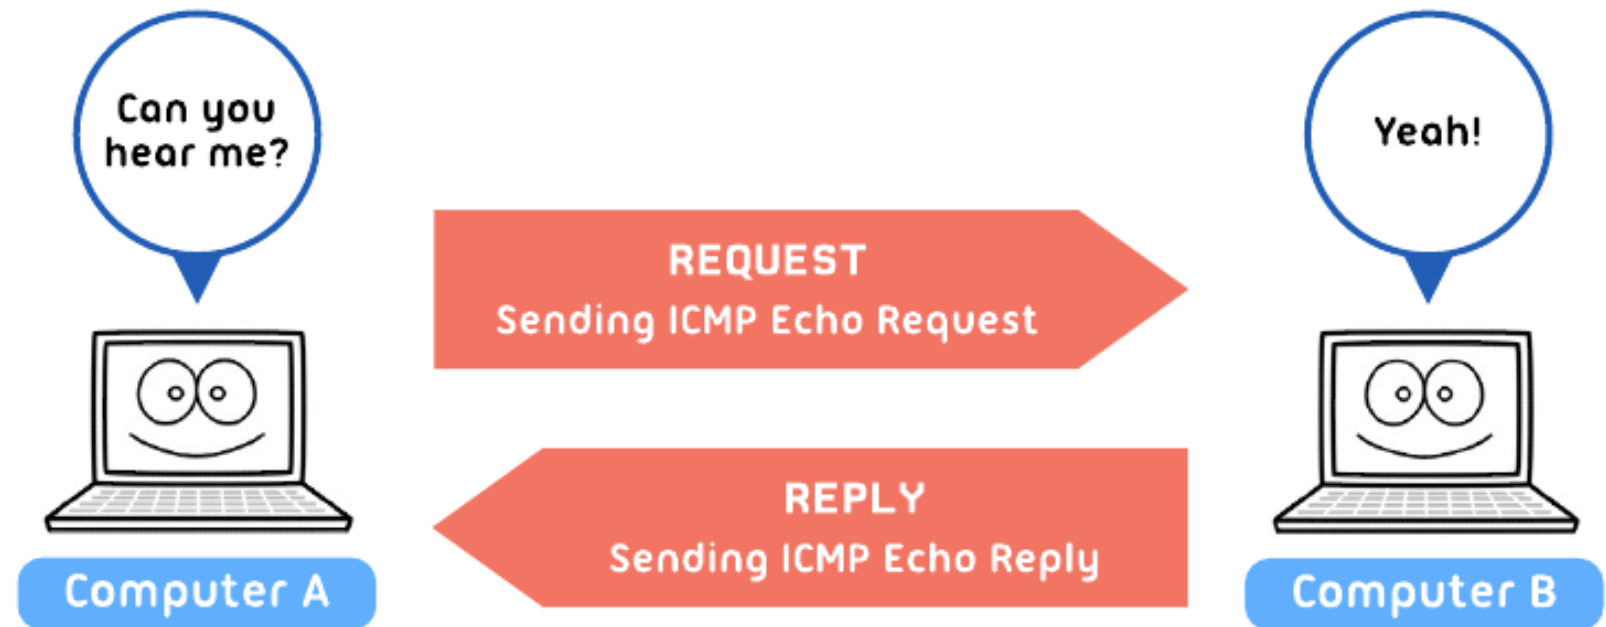 Can you
hear me?
Yeah!
REQUEST
Sending ICMP Echo Request
REPLY
Sending ICMP Echo Reply
Computer A
Computer B